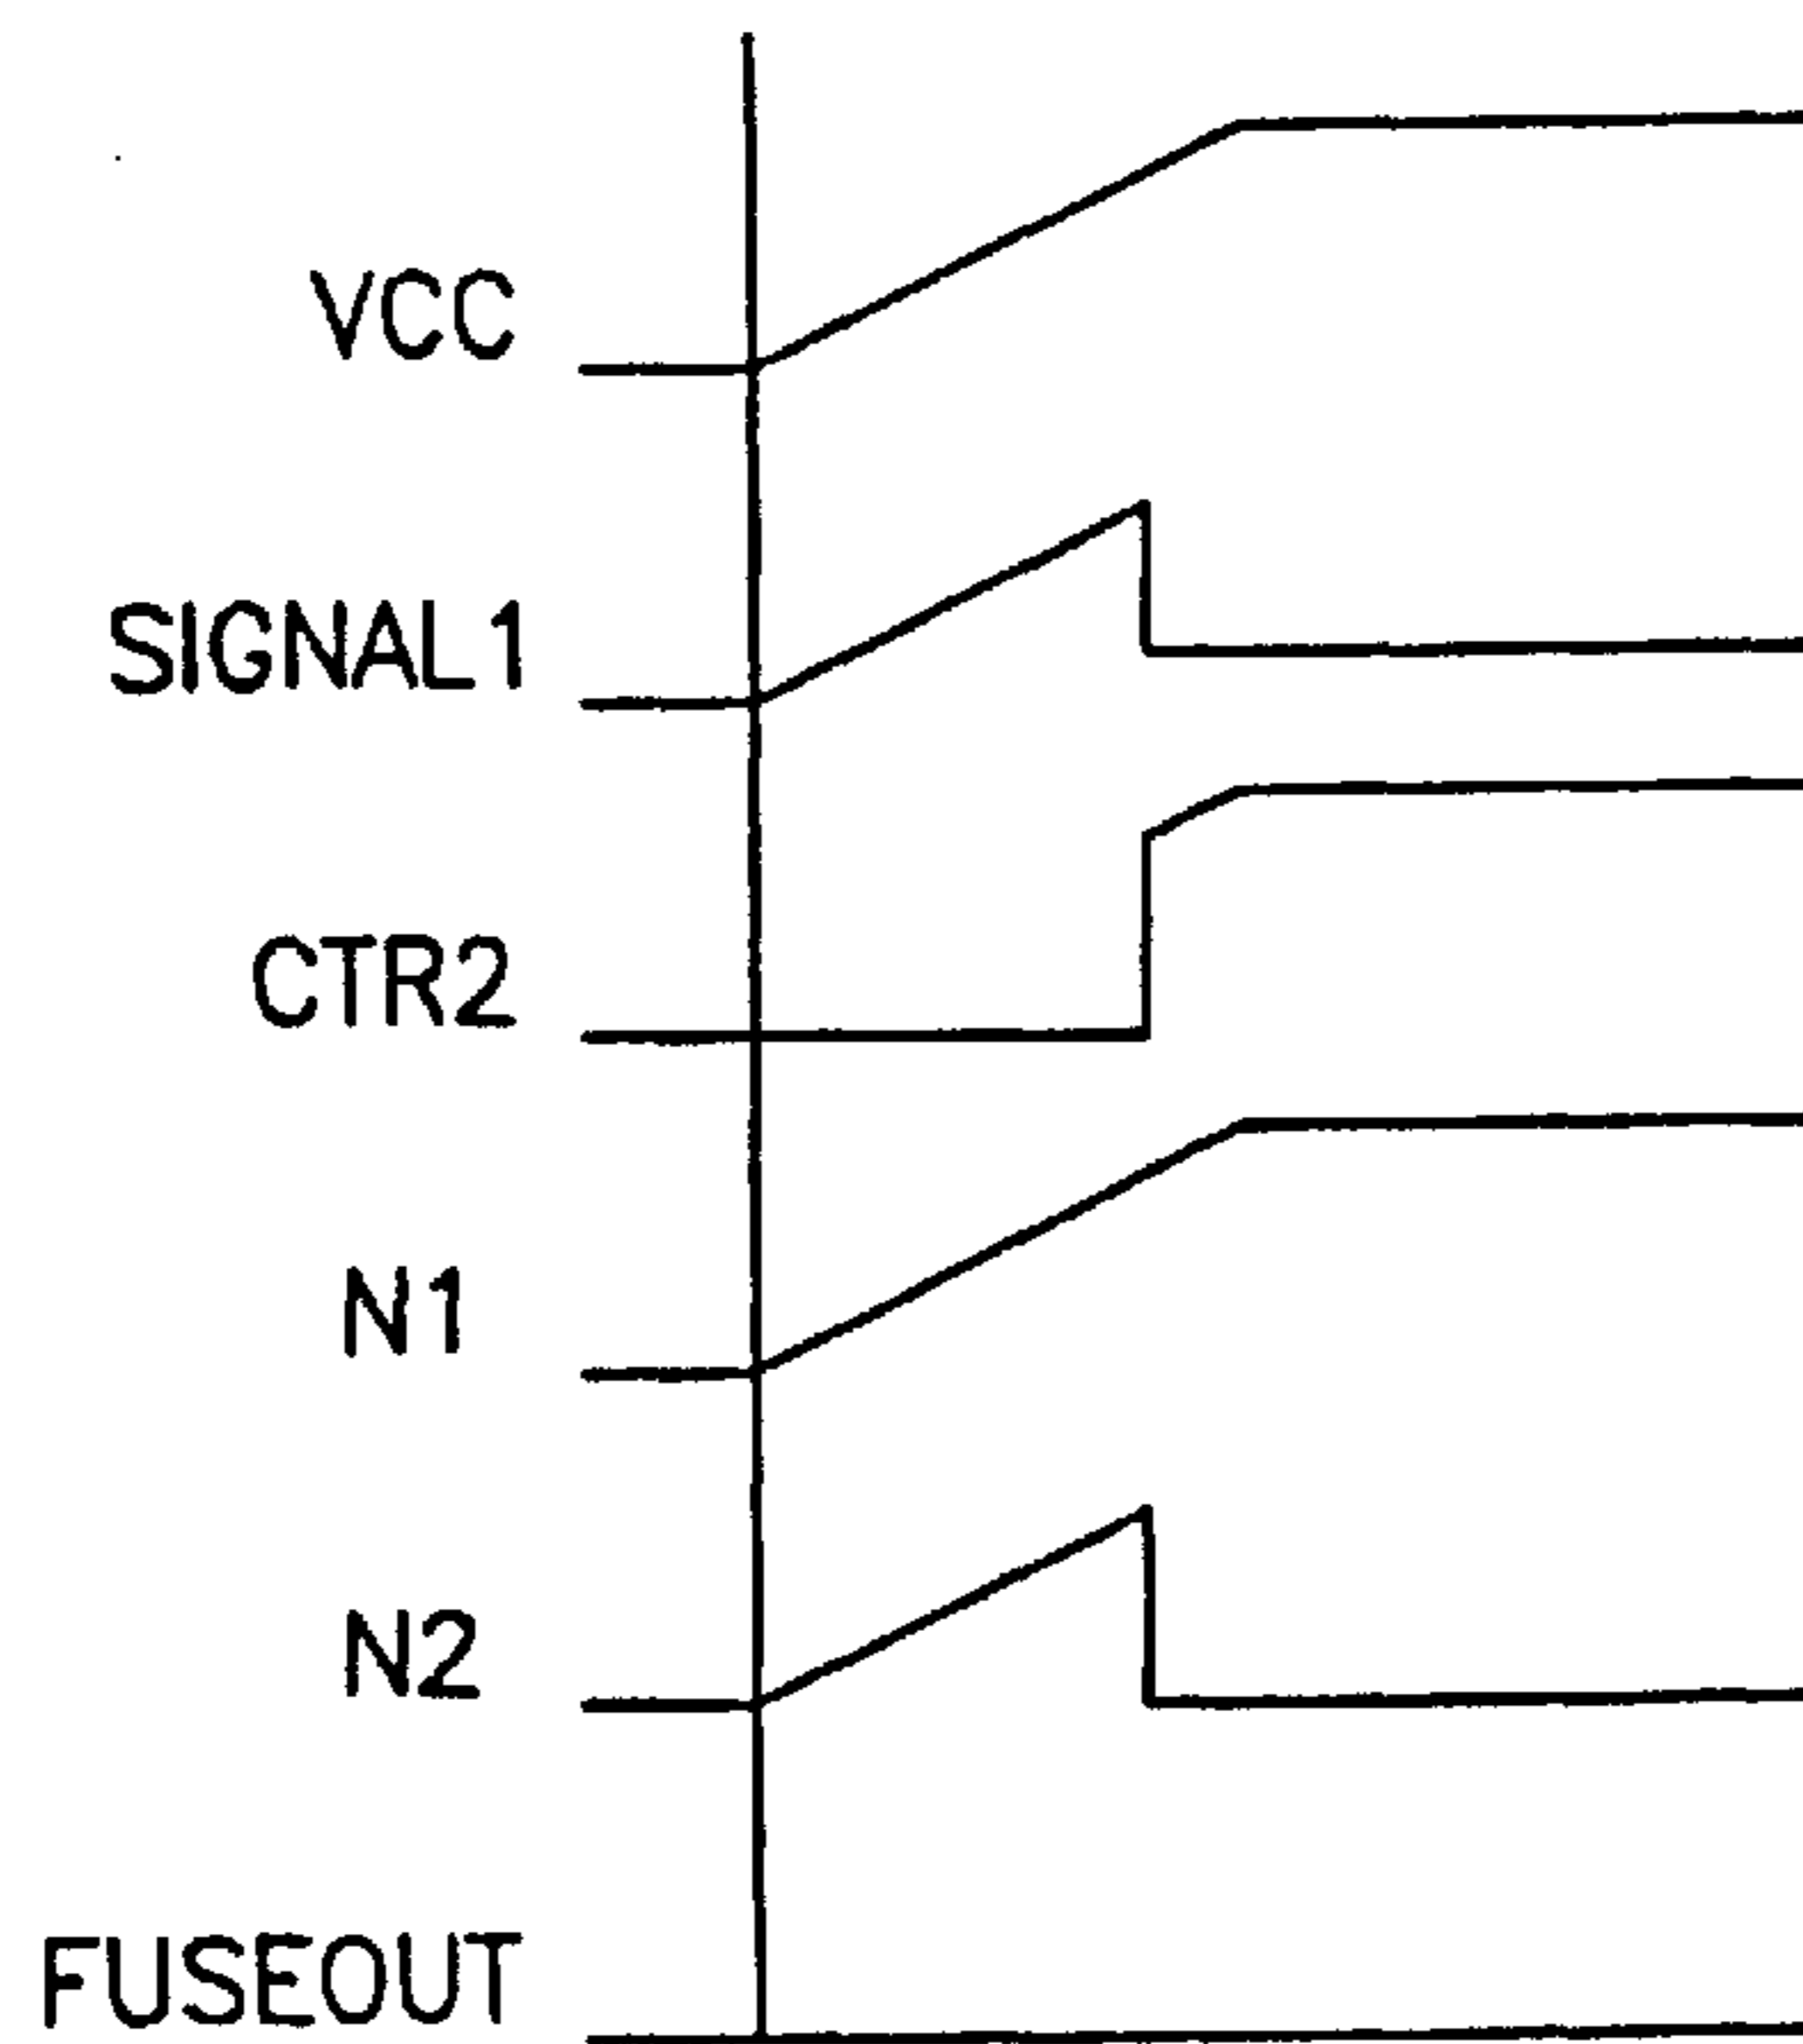 VCC
SIGNAL1
CTR2
N1
N2
FUSEOUT